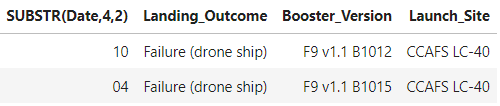 SUBSTR(Date,4,2) Landing_Outcome Booster_Version Launch_Site
10 Failure (drone ship) F9 v1.1 B1012 CCAFS LC-40
04 Failure (drone ship) F9 v1.1 B1015 CCAFS LC-40